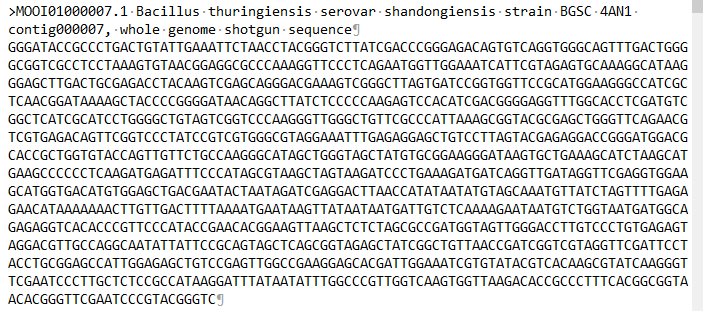 >MOOI01000007.1 Bacillus thuringiensis serovar shandongiensis strain BGSC 4AN1
contig000007, whole genome shotgun sequence¶
GGGATACCGCCCTGACTGTATTGAAATTCTAACCTACGGGTCTTATCGACCCGGGAGACAGTGTCAGGTGGGCAGTTTGACTGGG
GCGGTCGCCTCCTAAAGTGTAACGGAGGCGCCCAAAGGTTCCCTCAGAATGGTTGGAAATCATTCGTAGAGTGCAAAGGCATAAG
GGAGCTTGACTGCGAGACCTACAAGTCGAGCAGGGACGAAAGTCGGGCTTAGTGATCCGGTGGTTCCGCATGGAAGGGCCATCGC
TCAACGGATAAAAGCTACCCCGGGGATAACAGGCTTATCTCCCCCAAGAGTCCACATCGACGGGGAGGTTTGGCACCTCGATGTC
GGCTCATCGCATCCTGGGGCTGTAGTCGGTCCCAAGGGTTGGGCTGTTCGCCCATTAAAGCGGTACGCGAGCTGGGTTCAGAACG
TCGTGAGACAGTTCGGTCCCTATCCGTCGTGGGCGTAGGAAATTTGAGAGGAGCTGTCCTTAGTACGAGAGGACCGGGATGGACG
CACCGCTGGTGTACCAGTTGTTCTGCCAAGGGCATAGCTGGGTAGCTATGTGCGGAAGGGATAAGTGCTGAAAGCATCTAAGCAT
GAAGCCCCCCTCAAGATGAGATTTCCCATAGCGTAAGCTAGTAAGATCCCTGAAAGATGATCAGGTTGATAGGTTCGAGGTGGAA
GCATGGTGACATGTGGAGCTGACGAATACTAATAGATCGAGGACTTAACCATATAATATGTAGCAAATGTTATCTAGTTTTGAGA
GAACATAAAAAAACTTGTTGACTTTTAAAATGAATAAGTTATAATAATGATTGTCTCAAAAGAATAATGTCTGGTAATGATGGCA
GAGAGGTCACACCCGTTCCCATACCGAACACGGAAGTTAAGCTCTCTAGCGCCGATGGTAGTTGGGACCTTGTCCCTGTGAGAGT
AGGACGTTGCCAGGCAATATTATTCCGCAGTAGCTCAGCGGTAGAGCTATCGGCTGTTAACCGATCGGTCGTAGGTTCGATTCCT
ACCTGCGGAGCCATTGGAGAGCTGTCCGAGTTGGCCGAAGGAGCACGATTGGAAATCGTGTATACGTCACAAGCGTATCAAGGGT
TCGAATCCCTTGCTCTCCGCCATAAGGATTTATAATATTTGGCCCGTTGGTCAAGTGGTTAAGACACCGCCCTTTCACGGCGGTA
ACACGGGTTCGAATCCCGTACGGGTC¶